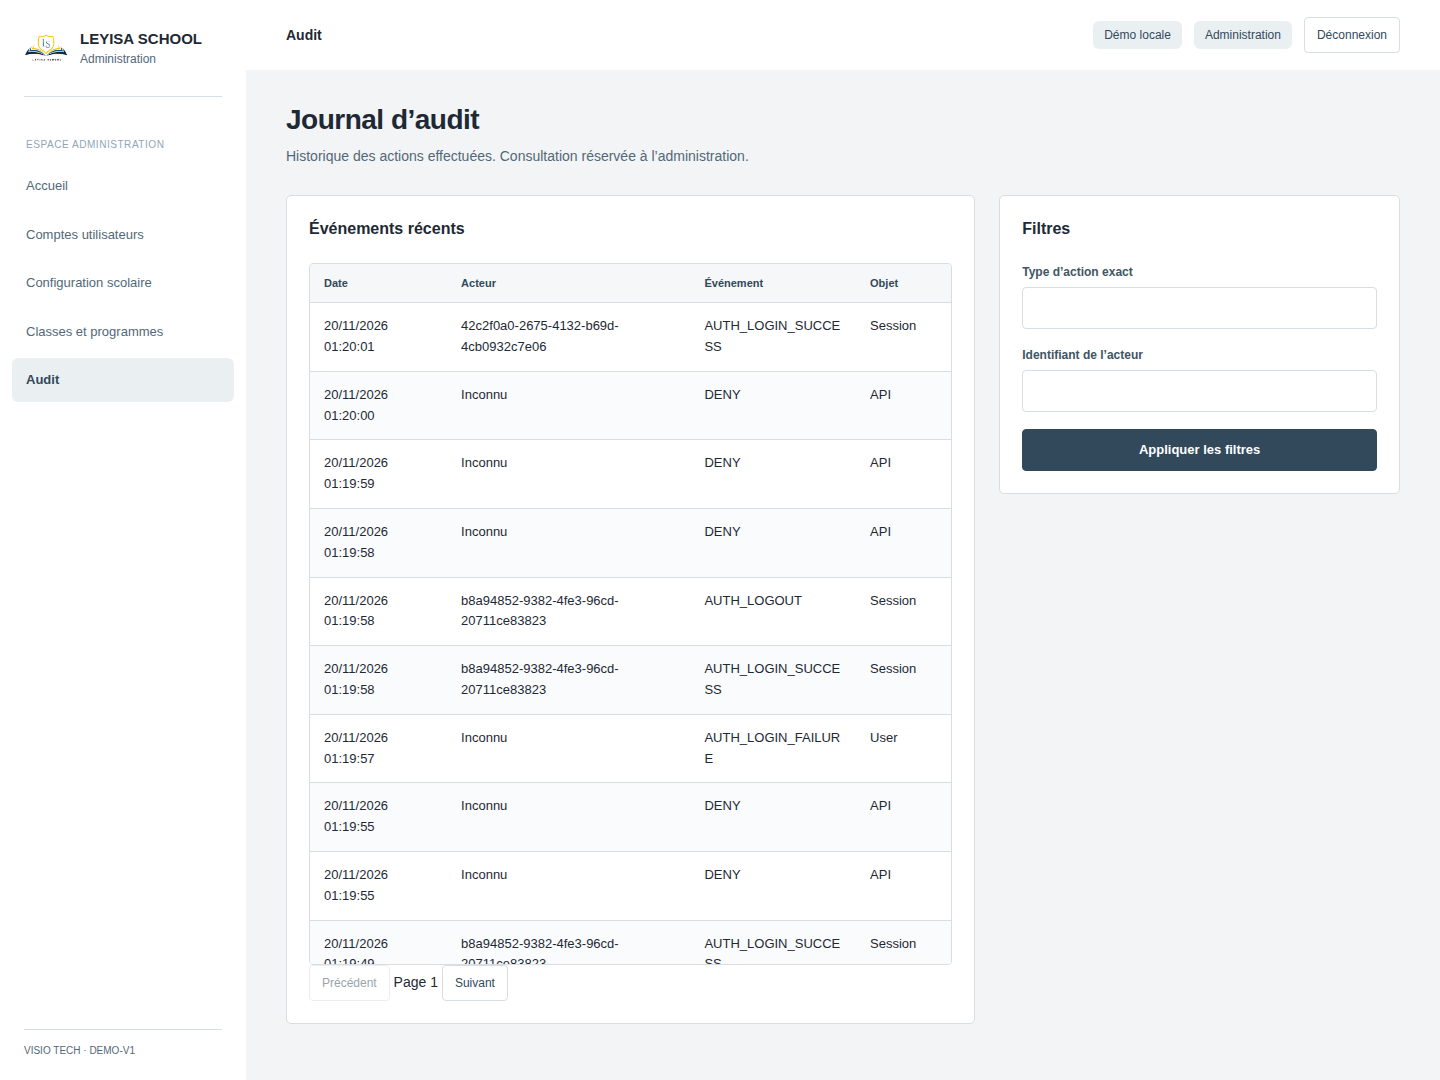 LEYISA SCHOOL
Administration
ESPACE ADMINISTRATION
Accueil
Comptes utilisateurs
Configuration scolaire
Classes et programmes
Audit
VISIO TECH · DEMO-V1
Audit
Démo locale
Administration
Déconnexion
Journal d’audit
Historique des actions effectuées. Consultation réservée à l’administration.
Événements récents
Date Acteur Événement Objet
20/11/2026 42c2f0a0-2675-4132-b69d- AUTH_LOGIN_SUCCE Session
01:20:01 4cb0932c7e06 SS
20/11/2026 Inconnu DENY API
01:20:00
20/11/2026 Inconnu DENY API
01:19:59
20/11/2026 Inconnu DENY API
01:19:58
20/11/2026 b8a94852-9382-4fe3-96cd- AUTH_LOGOUT Session
01:19:58 20711ce83823
20/11/2026 b8a94852-9382-4fe3-96cd- AUTH_LOGIN_SUCCE Session
01:19:58 20711ce83823 SS
20/11/2026 Inconnu AUTH_LOGIN_FAILUR User
01:19:57 E
20/11/2026 Inconnu DENY API
01:19:55
20/11/2026 Inconnu DENY API
01:19:55
20/11/2026 b8a94852-9382-4fe3-96cd- AUTH_LOGIN_SUCCE Session
01:19:49 20711ce83823 SS
Précédent Page 1 Suivant
Filtres
Type d’action exact
Identifiant de l’acteur
Appliquer les filtres